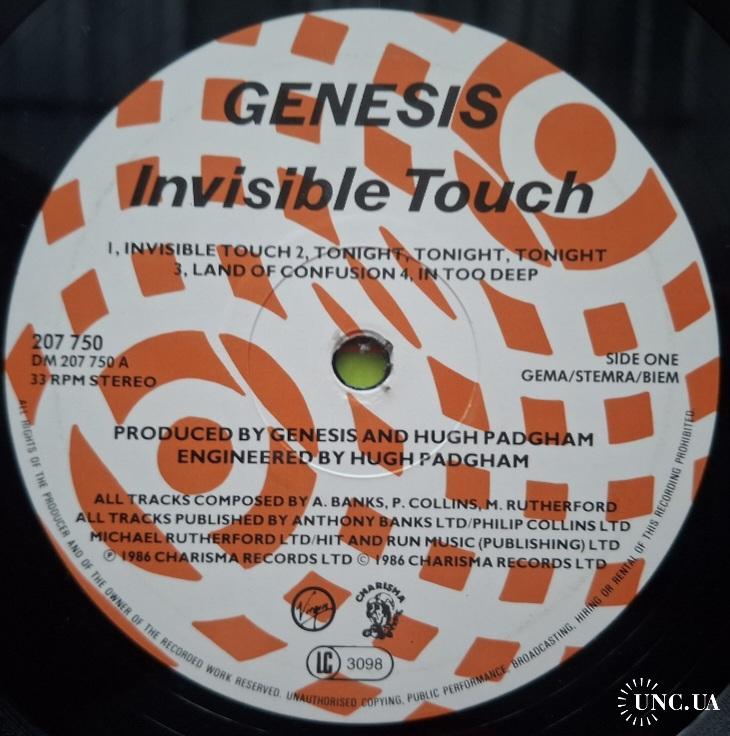 GENESIS
Invisible Touch
1, INVISIBLE TOUCH 2, TONIGHT, TONIGHT, TONIGHT
3, LAND OF CONFUSION 4, IN TOO DEEP
207 750
DM 207 750 A
33 RPM STEREO
SIDE ONE
GEMA/STEMRA/BIEM
PRODUCED BY GENESIS AND HUGH PADGHAM
ENGINEERED BY HUGH PADGHAM
ALL TRACKS COMPOSED BY A. BANKS, P. COLLINS, M. RUTHERFORD
ALL TRACKS PUBLISHED BY ANTHONY BANKS LTD/PHILIP COLLINS LTD
MICHAEL RUTHERFORD LTD/HIT AND RUN MUSIC (PUBLISHING) LTD
℗ 1986 CHARISMA RECORDS LTD © 1986 CHARISMA RECORDS LTD
Virgin
CHARISMA
LC 3098
ALL RIGHTS OF THE PRODUCER AND OF THE OWNER OF THE RECORDED WORK RESERVED. UNAUTHORISED COPYING, PUBLIC PERFORMANCE, BROADCASTING, HIRING OR RENTAL OF THIS RECORDING PROHIBITED.
UNC.UA